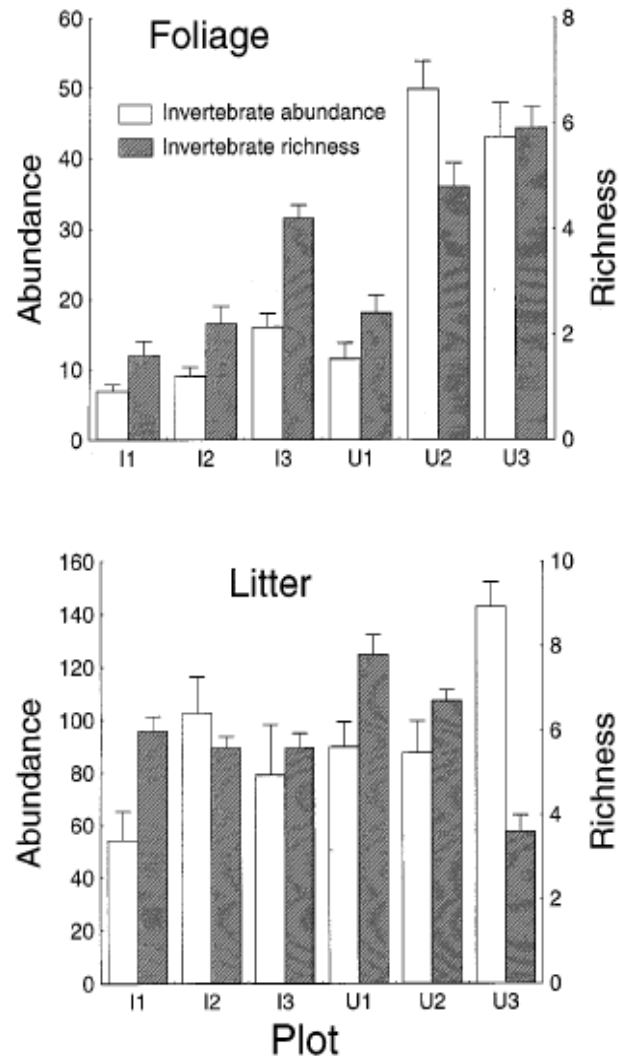 Foliage
Invertebrate abundance
Invertebrate richness
Abundance
60
50
40
30
20
10
0
Richness
8
6
4
2
0
I1 I2 I3 U1 U2 U3
Litter
Abundance
160
140
120
100
80
60
40
20
0
Richness
10
8
6
4
2
0
I1 I2 I3 U1 U2 U3
Plot